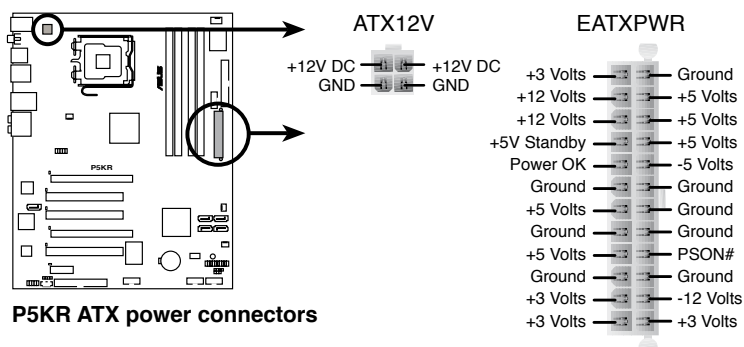 ATX12V
EATXPWR
+12V DC
+12V DC
GND
GND
+3 Volts
Ground
+12 Volts
+5 Volts
+12 Volts
+5 Volts
+5V Standby
+5 Volts
Power OK
-5 Volts
Ground
Ground
+5 Volts
Ground
Ground
Ground
+5 Volts
PSON#
Ground
Ground
+3 Volts
-12 Volts
+3 Volts
+3 Volts
ASUS
P5KR
P5KR ATX power connectors